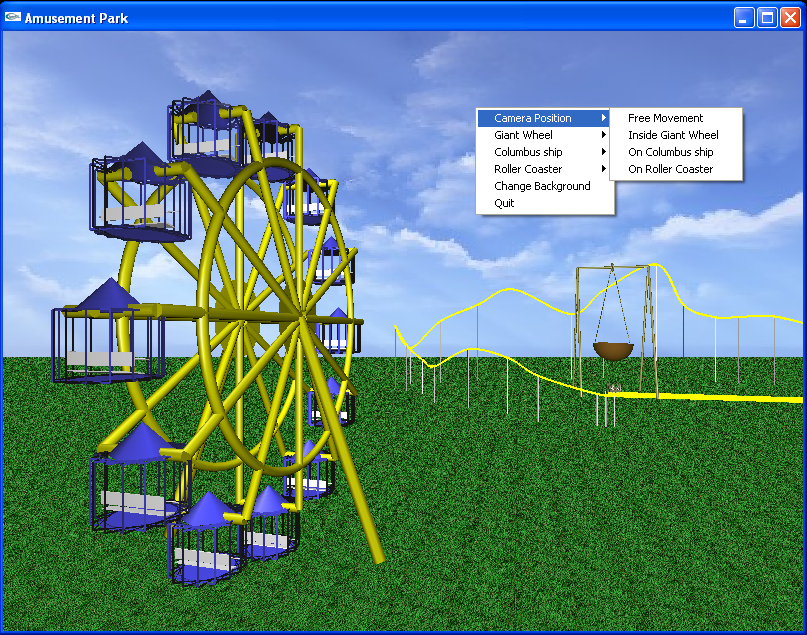 Amusement Park
Camera Position
Giant Wheel
Columbus ship
Roller Coaster
Change Background
Quit
Free Movement
Inside Giant Wheel
On Columbus ship
On Roller Coaster